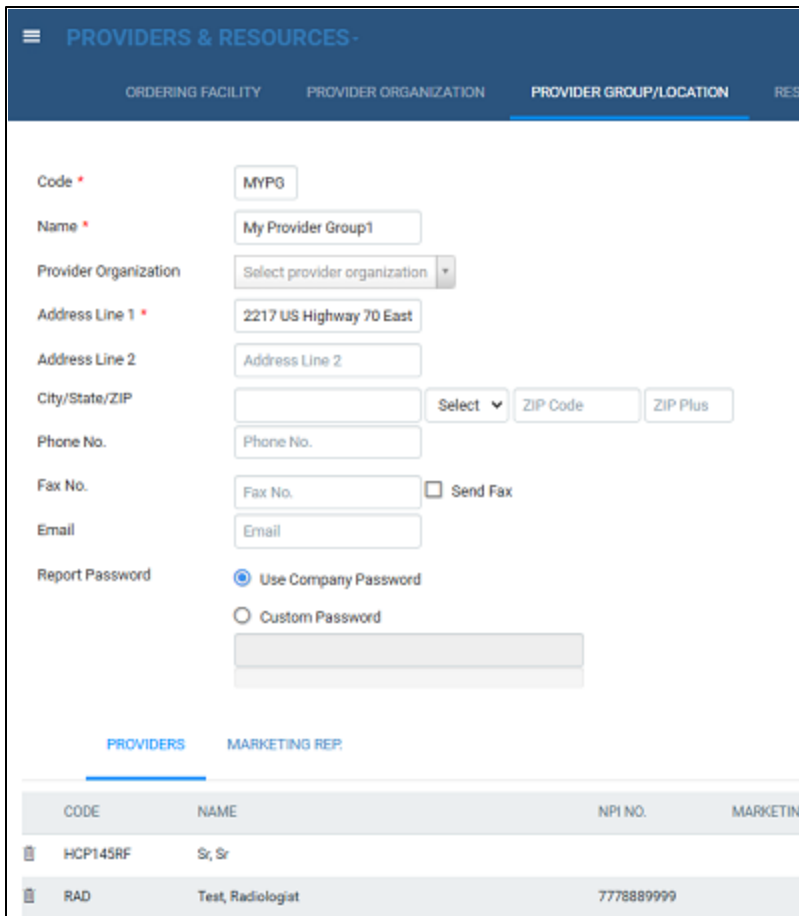 PROVIDERS & RESOURCES-
ORDERING FACILITY PROVIDER ORGANIZATION PROVIDER GROUP/LOCATION RES
Code * MYPG
Name * My Provider Group1
Provider Organization Select provider organization
Address Line 1 * 2217 US Highway 70 East
Address Line 2 Address Line 2
City/State/ZIP Select ZIP Code ZIP Plus
Phone No. Phone No.
Fax No. Fax No. Send Fax
Email Email
Report Password Use Company Password
Custom Password
PROVIDERS MARKETING REP.
CODE NAME NPI NO. MARKETIN
HCP145RF Sr, Sr
RAD Test, Radiologist 7778889999